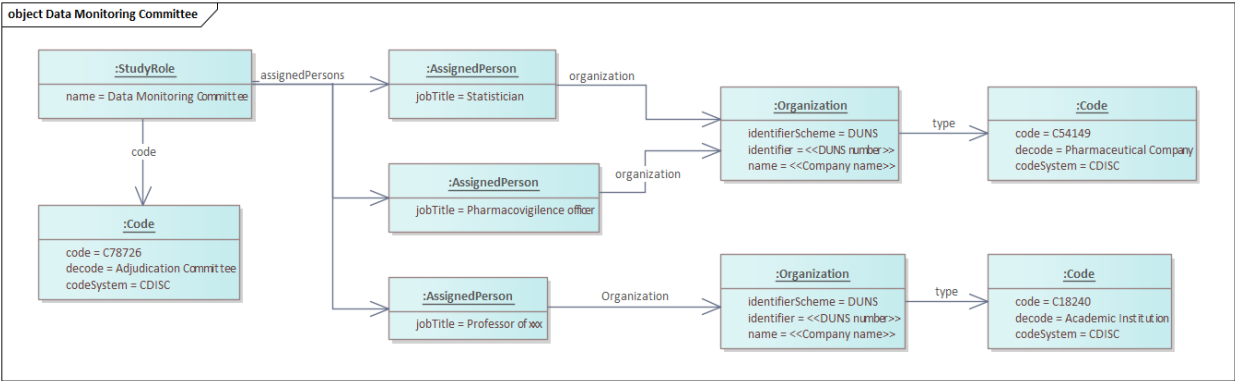 object Data Monitoring Committee
:StudyRole
name = Data Monitoring Committee
assignedPersons
:AssignedPerson
jobTitle = Statistician
organization
:Organization
identifierScheme = DUNS
identifier = <<DUNS number>>
name = <<Company name>>
type
:Code
code = C54149
decode = Pharmaceutical Company
codeSystem = CDISC
code
:AssignedPerson
jobTitle = Pharmacovigilence officer
organization
:Code
code = C78726
decode = Adjudication Committee
codeSystem = CDISC
:AssignedPerson
jobTitle = Professor of xxx
Organization
:Organization
identifierScheme = DUNS
identifier = <<DUNS number>>
name = <<Company name>>
type
:Code
code = C18240
decode = Academic Institution
codeSystem = CDISC